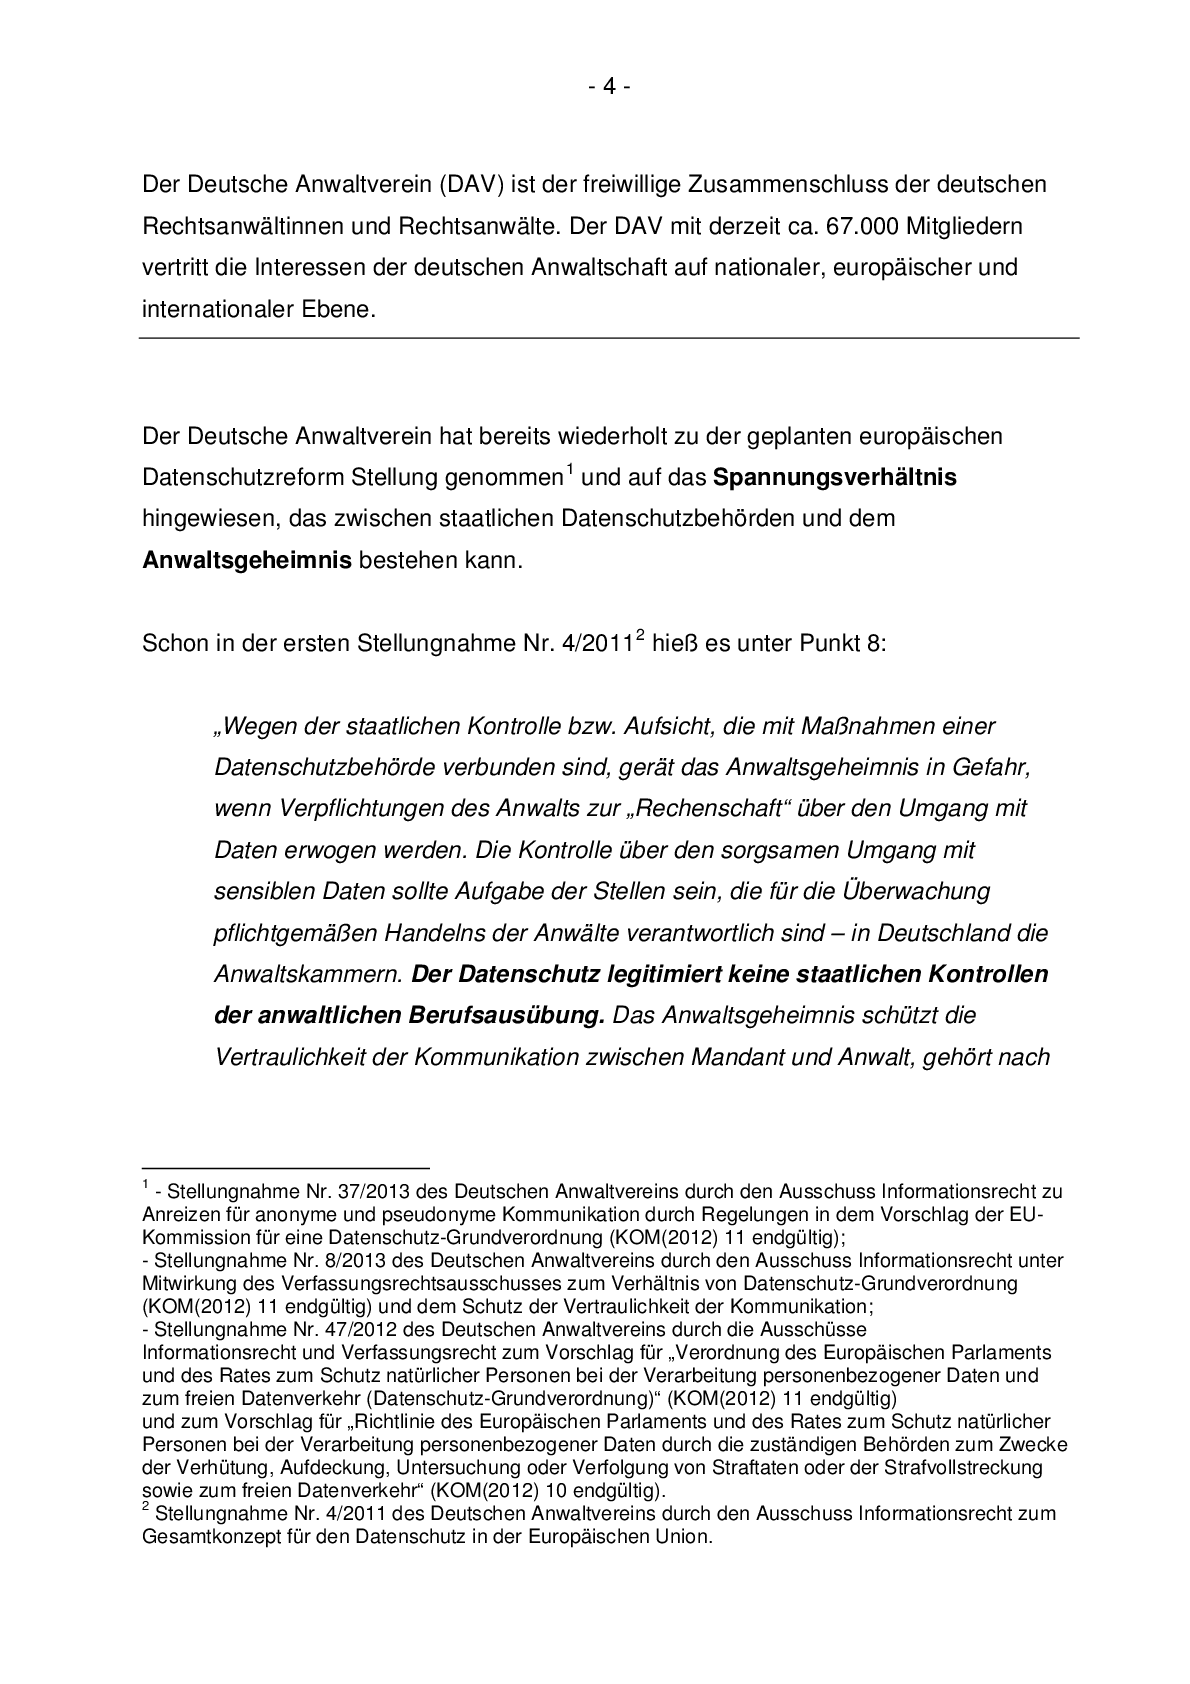 - 4 -
Der Deutsche Anwaltverein (DAV) ist der freiwillige Zusammenschluss der deutschen
Rechtsanwältinnen und Rechtsanwälte. Der DAV mit derzeit ca. 67.000 Mitgliedern
vertritt die Interessen der deutschen Anwaltschaft auf nationaler, europäischer und
internationaler Ebene.
Der Deutsche Anwaltverein hat bereits wiederholt zu der geplanten europäischen
Datenschutzreform Stellung genommen¹ und auf das Spannungsverhältnis
hingewiesen, das zwischen staatlichen Datenschutzbehörden und dem
Anwaltsgeheimnis bestehen kann.
Schon in der ersten Stellungnahme Nr. 4/2011² hieß es unter Punkt 8:
„Wegen der staatlichen Kontrolle bzw. Aufsicht, die mit Maßnahmen einer
Datenschutzbehörde verbunden sind, gerät das Anwaltsgeheimnis in Gefahr,
wenn Verpflichtungen des Anwalts zur „Rechenschaft“ über den Umgang mit
Daten erwogen werden. Die Kontrolle über den sorgsamen Umgang mit
sensiblen Daten sollte Aufgabe der Stellen sein, die für die Überwachung
pflichtgemäßen Handelns der Anwälte verantwortlich sind – in Deutschland die
Anwaltskammern. Der Datenschutz legitimiert keine staatlichen Kontrollen
der anwaltlichen Berufsausübung. Das Anwaltsgeheimnis schützt die
Vertraulichkeit der Kommunikation zwischen Mandant und Anwalt, gehört nach
¹ - Stellungnahme Nr. 37/2013 des Deutschen Anwaltvereins durch den Ausschuss Informationsrecht zu
Anreizen für anonyme und pseudonyme Kommunikation durch Regelungen in dem Vorschlag der EU-
Kommission für eine Datenschutz-Grundverordnung (KOM(2012) 11 endgültig);
- Stellungnahme Nr. 8/2013 des Deutschen Anwaltvereins durch den Ausschuss Informationsrecht unter
Mitwirkung des Verfassungsrechtsausschusses zum Verhältnis von Datenschutz-Grundverordnung
(KOM(2012) 11 endgültig) und dem Schutz der Vertraulichkeit der Kommunikation;
- Stellungnahme Nr. 47/2012 des Deutschen Anwaltvereins durch die Ausschüsse
Informationsrecht und Verfassungsrecht zum Vorschlag für „Verordnung des Europäischen Parlaments
und des Rates zum Schutz natürlicher Personen bei der Verarbeitung personenbezogener Daten und
zum freien Datenverkehr (Datenschutz-Grundverordnung)“ (KOM(2012) 11 endgültig)
und zum Vorschlag für „Richtlinie des Europäischen Parlaments und des Rates zum Schutz natürlicher
Personen bei der Verarbeitung personenbezogener Daten durch die zuständigen Behörden zum Zwecke
der Verhütung, Aufdeckung, Untersuchung oder Verfolgung von Straftaten oder der Strafvollstreckung
sowie zum freien Datenverkehr“ (KOM(2012) 10 endgültig).
² Stellungnahme Nr. 4/2011 des Deutschen Anwaltvereins durch den Ausschuss Informationsrecht zum
Gesamtkonzept für den Datenschutz in der Europäischen Union.